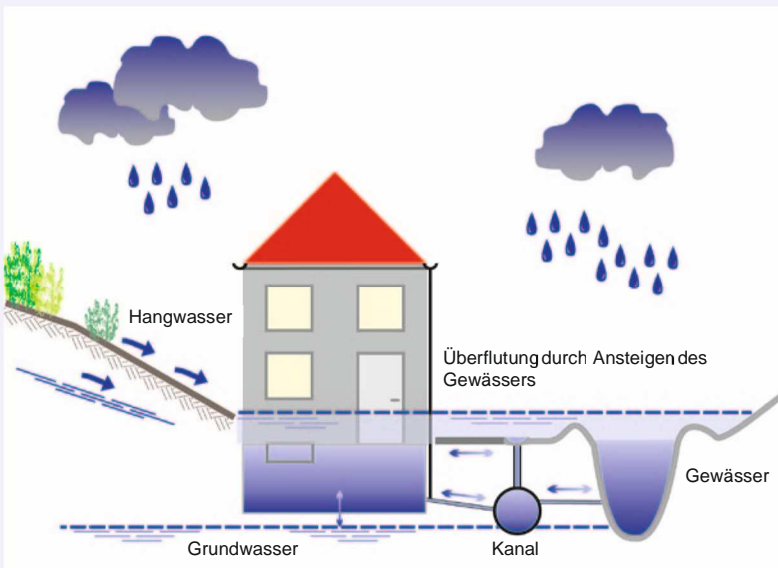 Hangwasser
Überflutung durch Ansteigen des
Gewässers
Gewässer
Grundwasser
Kanal